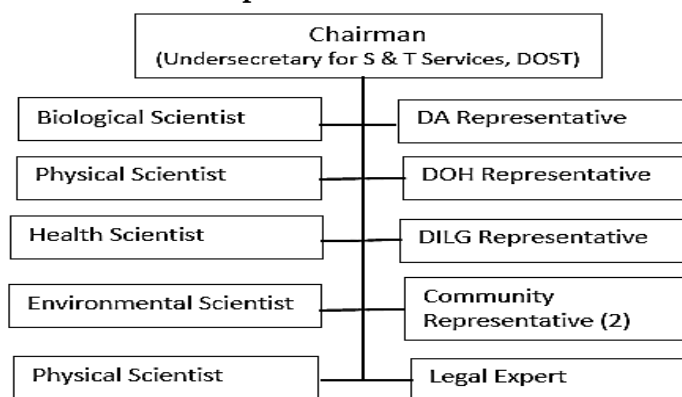 Chairman
(Undersecretary for S & T Services, DOST)
Biological Scientist
DA Representative
Physical Scientist
DOH Representative
Health Scientist
DILG Representative
Environmental Scientist
Community
Representative (2)
Physical Scientist
Legal Expert